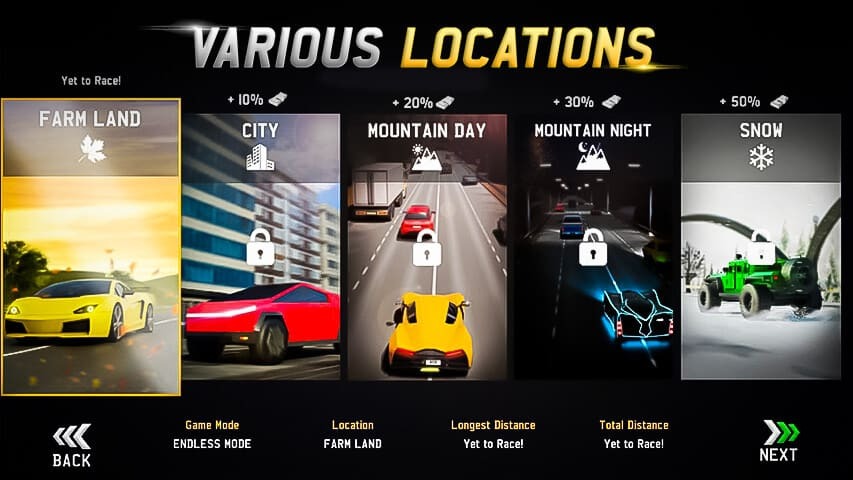 VARIOUS LOCATIONS
Yet to Race!
+ 10%
+ 20%
+ 30%
+ 50%
FARM LAND
CITY
MOUNTAIN DAY
MOUNTAIN NIGHT
SNOW
Game Mode
Location
Longest Distance
Total Distance
ENDLESS MODE
FARM LAND
Yet to Race!
Yet to Race!
BACK
NEXT